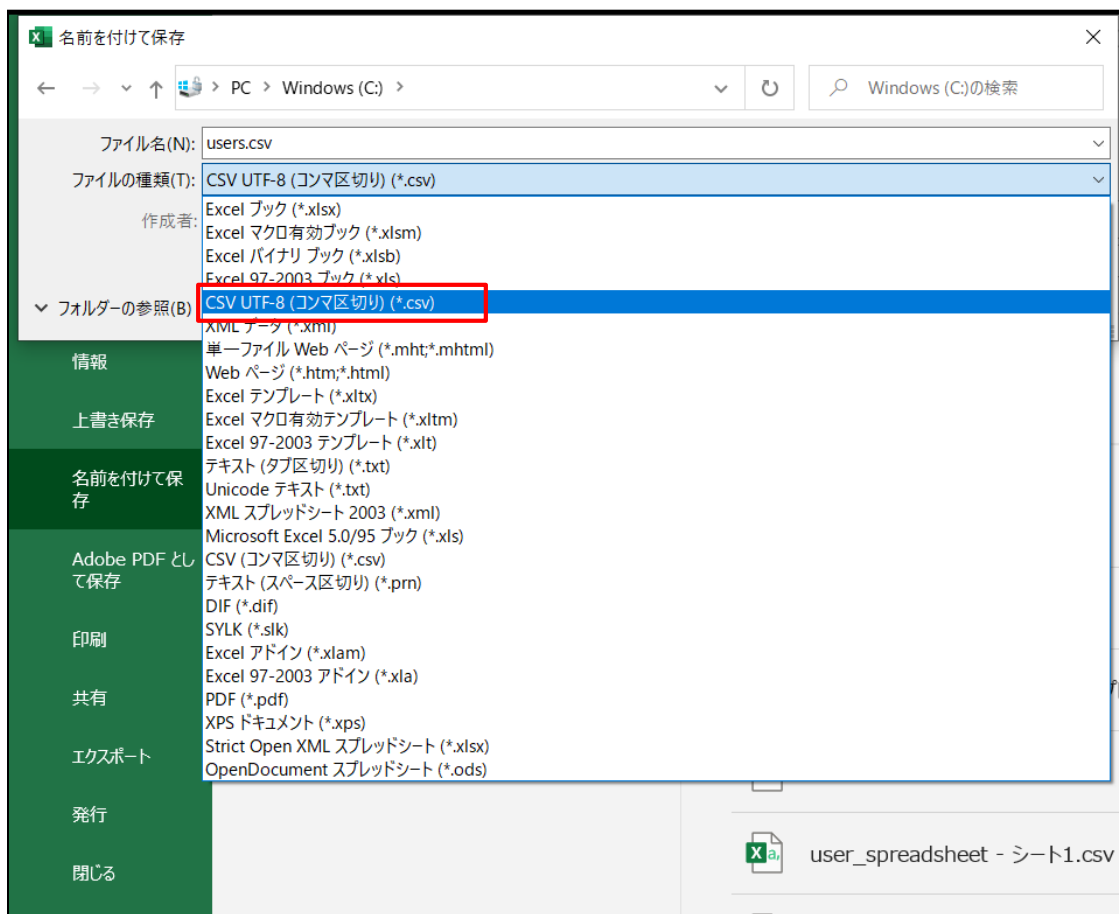 名前を付けて保存
PC > Windows (C:) >
Windows (C:)の検索
ファイル名(N): users.csv
ファイルの種類(T): CSV UTF-8 (コンマ区切り) (*.csv)
作成者:
Excel ブック (*.xlsx)
Excel マクロ有効ブック (*.xlsm)
Excel バイナリ ブック (*.xlsb)
Excel 97-2003 ブック (*.xls)
フォルダーの参照(B)
CSV UTF-8 (コンマ区切り) (*.csv)
XML データ (*.xml)
単一ファイル Web ページ (*.mht;*.mhtml)
Web ページ (*.htm;*.html)
Excel テンプレート (*.xltx)
Excel マクロ有効テンプレート (*.xltm)
Excel 97-2003 テンプレート (*.xlt)
テキスト (タブ区切り) (*.txt)
Unicode テキスト (*.txt)
XML スプレッドシート 2003 (*.xml)
Microsoft Excel 5.0/95 ブック (*.xls)
CSV (コンマ区切り) (*.csv)
テキスト (スペース区切り) (*.prn)
DIF (*.dif)
SYLK (*.slk)
Excel アドイン (*.xlam)
Excel 97-2003 アドイン (*.xla)
PDF (*.pdf)
XPS ドキュメント (*.xps)
Strict Open XML スプレッドシート (*.xlsx)
OpenDocument スプレッドシート (*.ods)
情報
上書き保存
名前を付けて保
存
Adobe PDF とし
て保存
印刷
共有
エクスポート
発行
閉じる
user_spreadsheet - シート1.csv